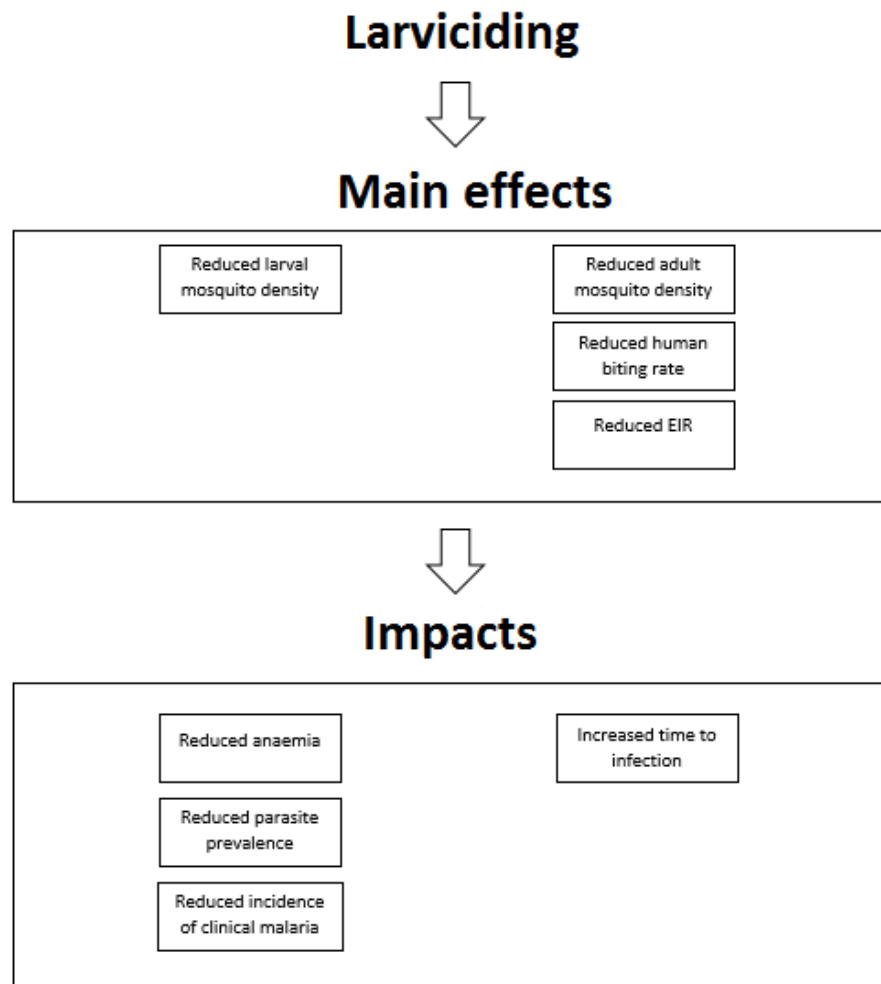 Larviciding
Main effects
Reduced larval
mosquito density
Reduced adult
mosquito density
Reduced human
biting rate
Reduced EIR
Impacts
Reduced anaemia
Reduced parasite
prevalence
Reduced incidence
of clinical malaria
Increased time to
infection